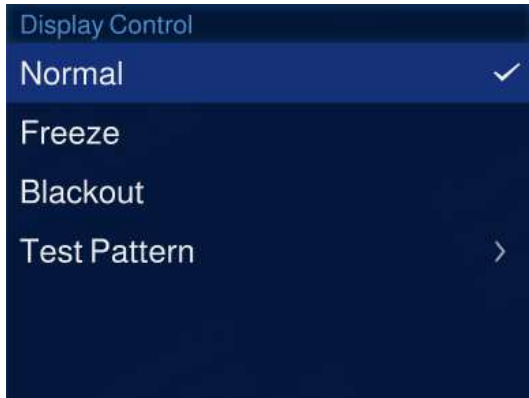 Display Control
Normal
Freeze
Blackout
Test Pattern